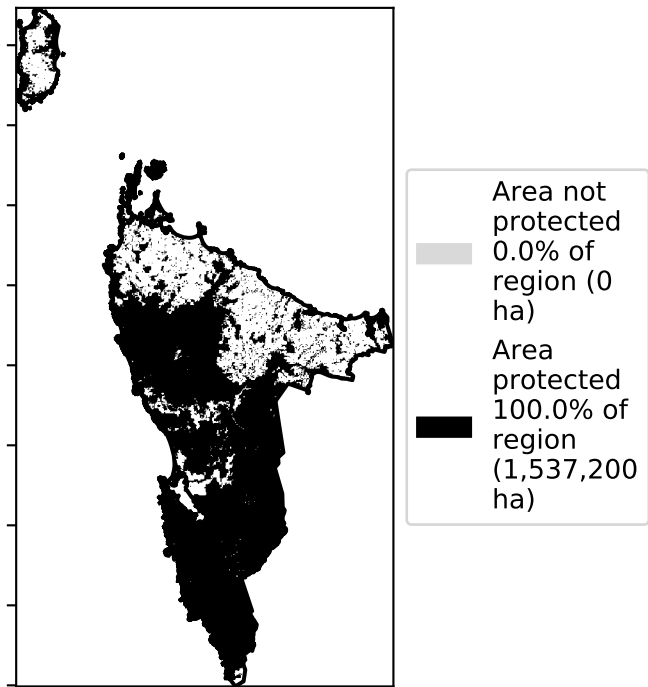 Area not
protected
0.0% of
region (0
ha)
Area
protected
100.0% of
region
(1,537,200
ha)